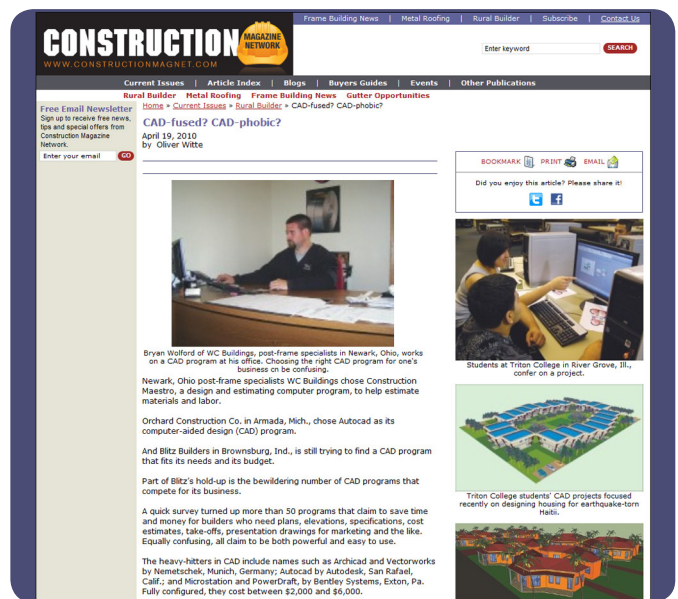 Frame Building News | Metal Roofing | Rural Builder | Subscribe | Contact Us
CONSTRUCTION
MAGAZINE
NETWORK
WWW.CONSTRUCTIONMAGNET.COM
Enter keyword
SEARCH
Current Issues | Article Index | Blogs | Buyers Guides | Events | Other Publications
Rural Builder Metal Roofing Frame Building News Gutter Opportunities
Free Email Newsletter
Sign up to receive free news,
tips and special offers from
Construction Magazine
Network.
Enter your email GO
Home » Current Issues » Rural Builder » CAD-fused? CAD-phobic?
CAD-fused? CAD-phobic?
April 19, 2010
by Oliver Witte
Bryan Wolford of WC Buildings, post-frame specialists in Newark, Ohio, works
on a CAD program at his office. Choosing the right CAD program for one's
business cn be confusing.
Newark, Ohio post-frame specialists WC Buildings chose Construction
Maestro, a design and estimating computer program, to help estimate
materials and labor.
Orchard Construction Co. in Armada, Mich., chose Autocad as its
computer-aided design (CAD) program.
And Blitz Builders in Brownsburg, Ind., is still trying to find a CAD program
that fits its needs and its budget.
Part of Blitz's hold-up is the bewildering number of CAD programs that
compete for its business.
A quick survey turned up more than 50 programs that claim to save time
and money for builders who need plans, elevations, specifications, cost
estimates, take-offs, presentation drawings for marketing and the like.
Equally confusing, all claim to be both powerful and easy to use.
The heavy-hitters in CAD include names such as Archicad and Vectorworks
by Nemetschek, Munich, Germany; Autocad by Autodesk, San Rafael,
Calif.; and Microstation and PowerDraft, by Bentley Systems, Exton, Pa.
Fully configured, they cost between $2,000 and $6,000.
BOOKMARK PRINT EMAIL
Did you enjoy this article? Please share it!
Students at Triton College in River Grove, Ill.,
confer on a project.
Triton College students' CAD projects focused
recently on designing housing for earthquake-torn
Haitii.